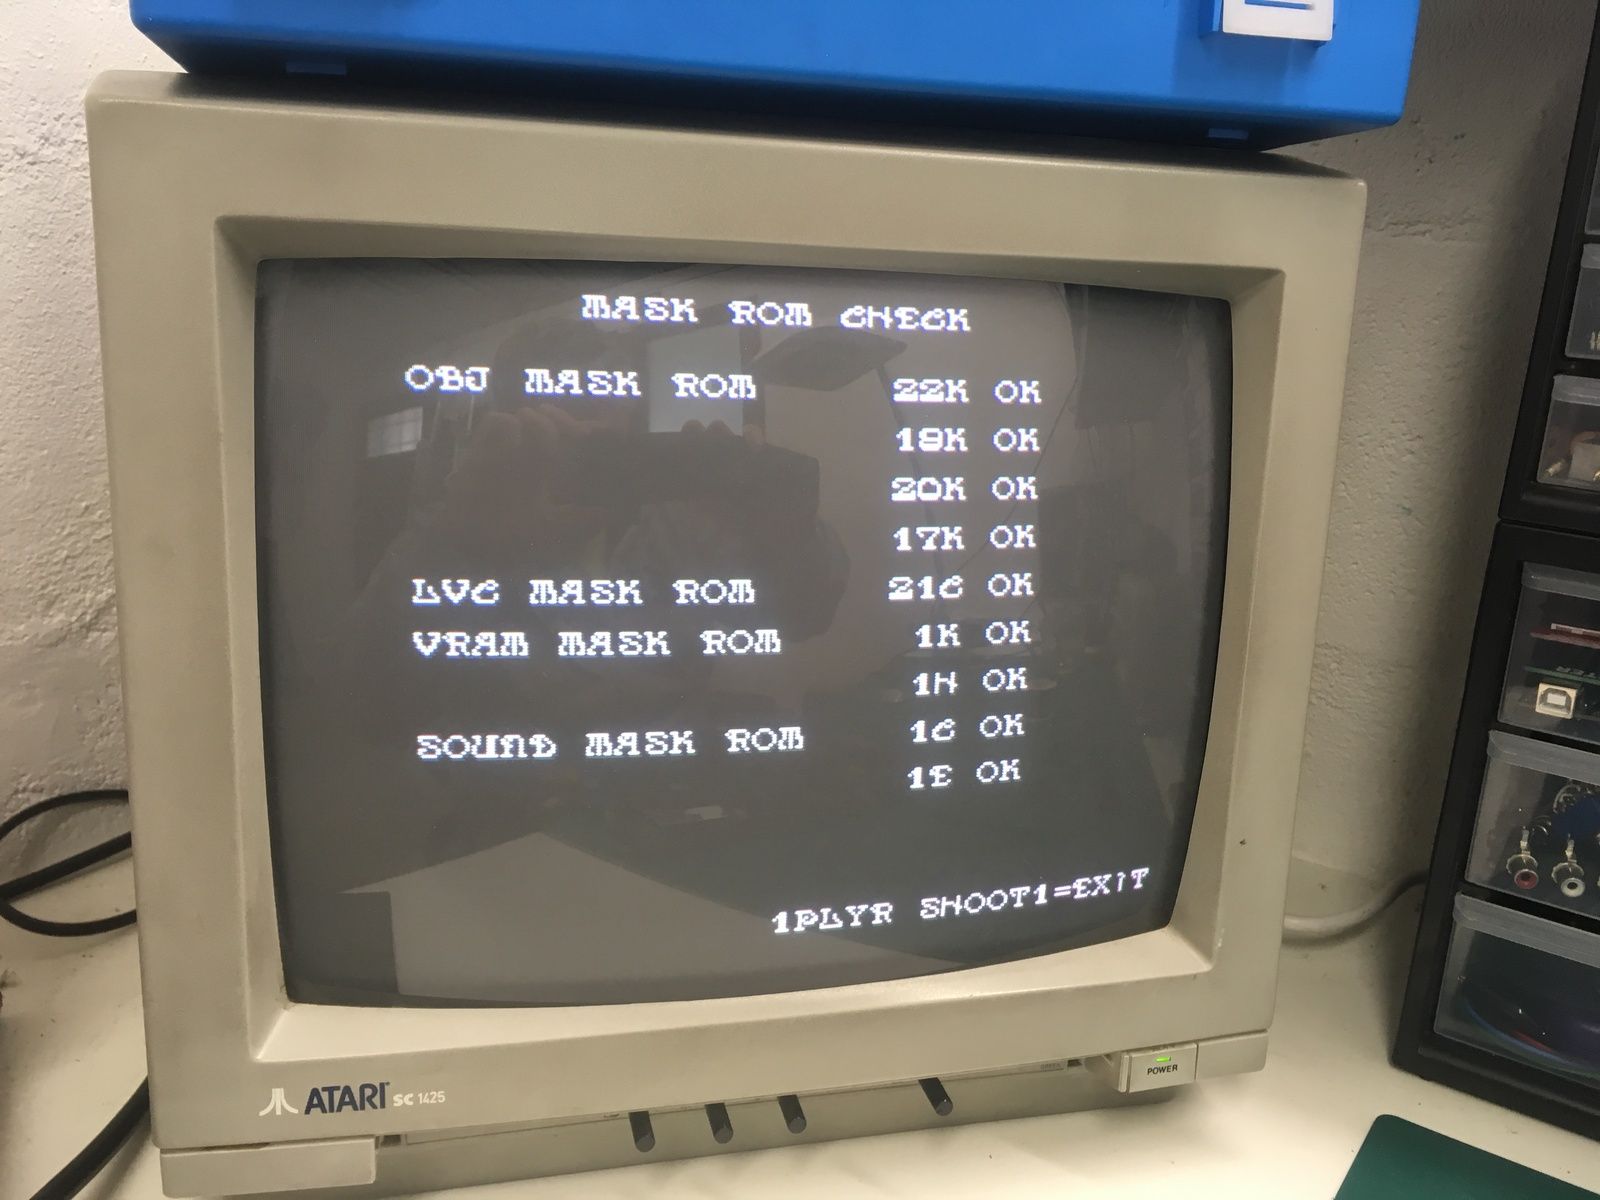 MASK ROM CHECK
OBJ MASK ROM 22K OK
19K OK
20K OK
17K OK
LVC MASK ROM 21C OK
VRAM MASK ROM 1K OK
1H OK
SOUND MASK ROM 1C OK
1E OK
1PLYR SHOOT1=EXIT
ATARI SC 1425
POWER